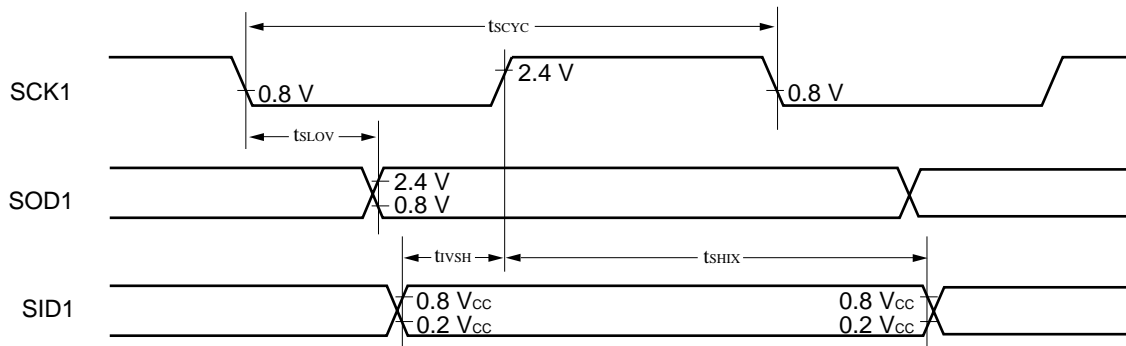 tSCYC
SCK1
2.4 V
0.8 V
0.8 V
tSLOV
SOD1
2.4 V
0.8 V
tIVSH
tSHIX
SID1
0.8 VCC
0.8 VCC
0.2 VCC
0.2 VCC